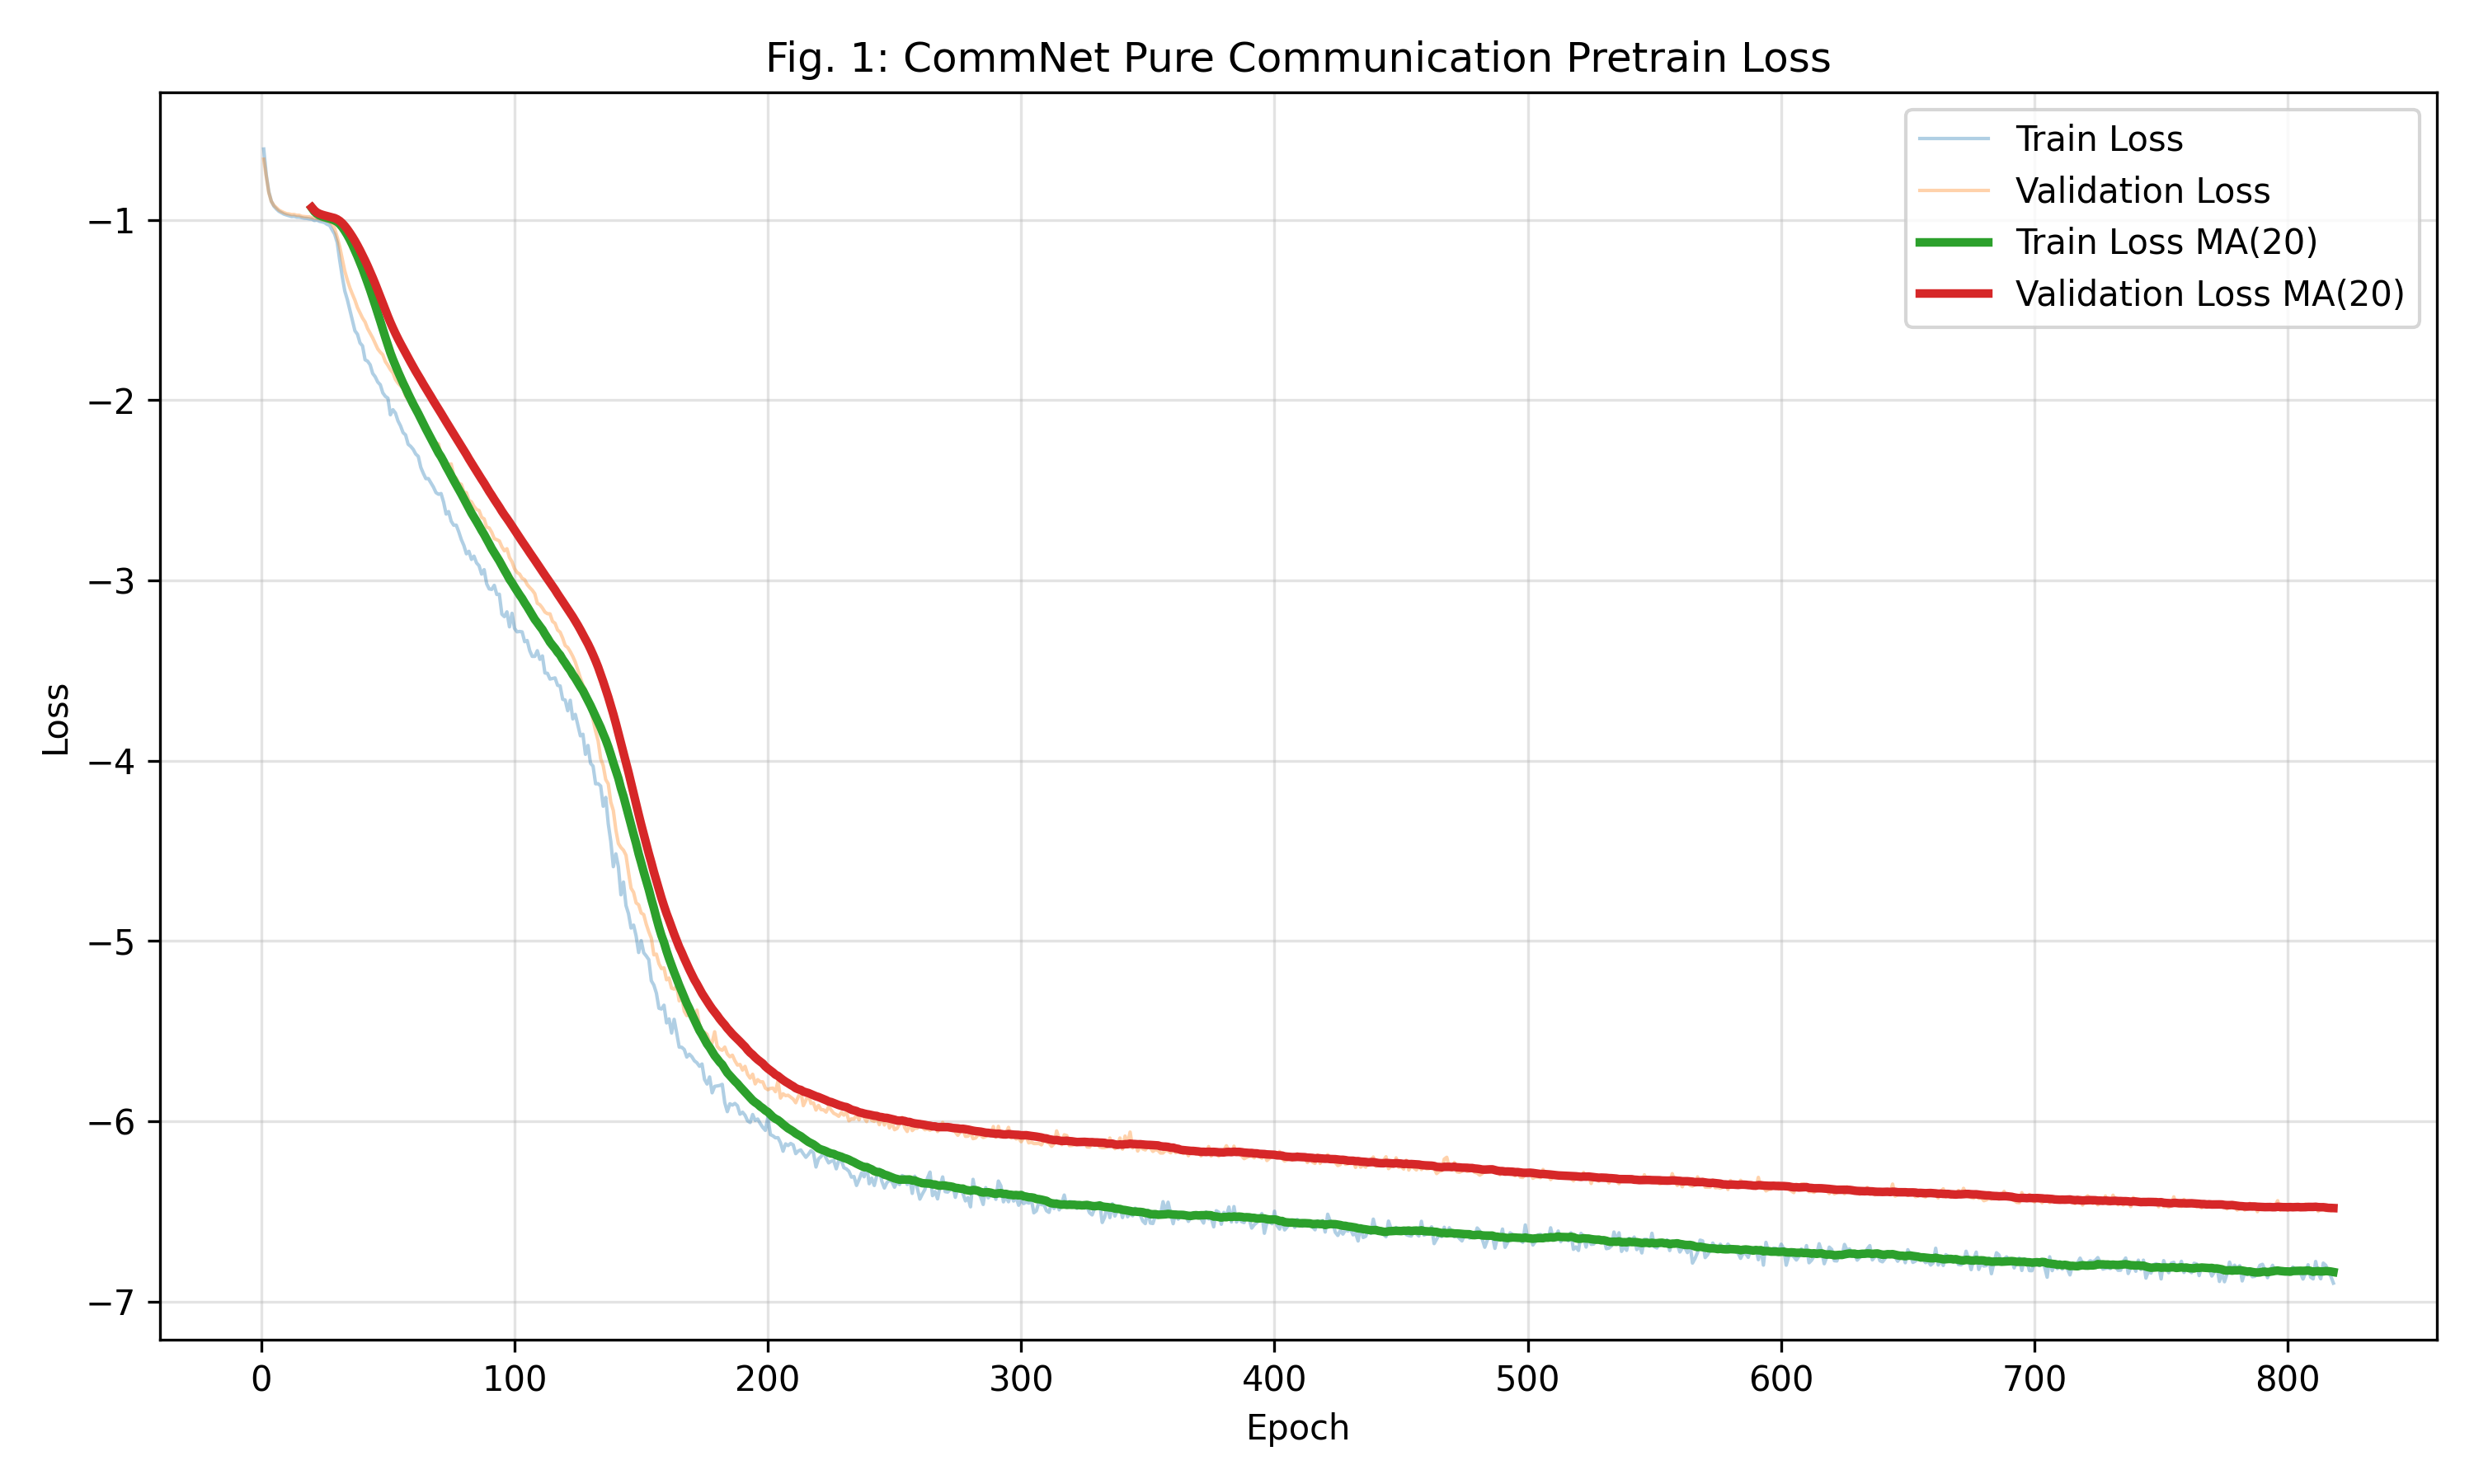 Fig. 1: CommNet Pure Communication Pretrain Loss
Train Loss
Validation Loss
Train Loss MA(20)
Validation Loss MA(20)
−1
−2
−3
−4
−5
−6
−7
Loss
0 100 200 300 400 500 600 700 800
Epoch